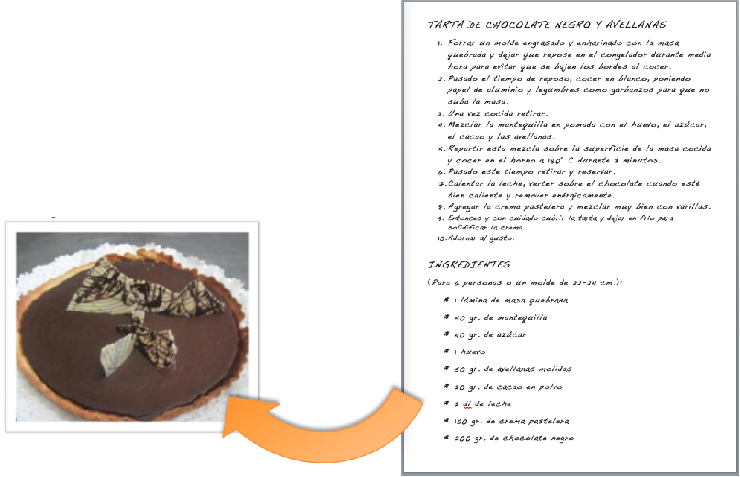 TARTA DE CHOCOLATE NEGRO Y AVELLANAS
1. Forrar un molde engrasado y enharinado con la masa
quebrada y dejar que repose en el congelador durante media
hora para evitar que se bajen los bordes al cocer.
2. Pasado el tiempo de reposo, cocer en blanco, poniendo
papel de aluminio y legumbres como garbanzos para que no
suba la masa.
3. Una vez cocida retirar.
4. Mezclar la mantequilla en pomada con el huevo, el azúcar,
el cacao y las avellanas.
5. Repartir esta mezcla sobre la superficie de la masa cocida
y cocer en el horno a 180° C durante minutos.
6. Pasado este tiempo retirar y reservar.
7. Calentar la leche, verter sobre el chocolate cuando esté
bien caliente y remover enérgicamente.
8. Agregar la crema pastelera y mezclar muy bien con varillas.
9. Entonces y con cuidado cubrir la tarta y dejar en frío para
solidificar la crema.
10. Adornar al gusto.
INGREDIENTES
(Para 6 personas o un molde de 22-24 cm.):
* 1 lámina de masa quebrada
* gr. de mantequilla
* gr. de azúcar
* 1 huevo
* gr. de avellanas molidas
* gr. de cacao en polvo
* 2 dl de leche
* 150 gr. de crema pastelera
* 200 gr. de chocolate negro